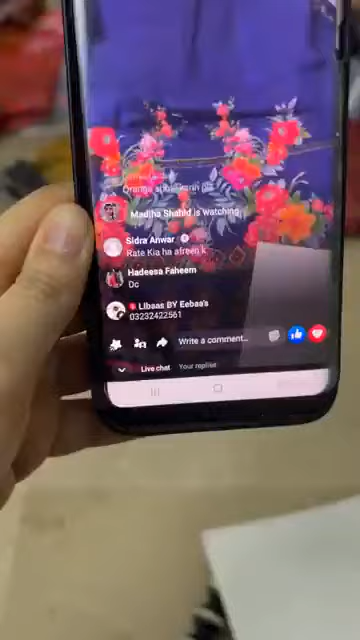 Madiha Shahid is watching
Sidra Anwar
Rate Kia ha afreen k
Hadeesa Faheem
Dc
LIbaas BY Eebaa's
03232422561
Write a comment...
Live chat Your replies